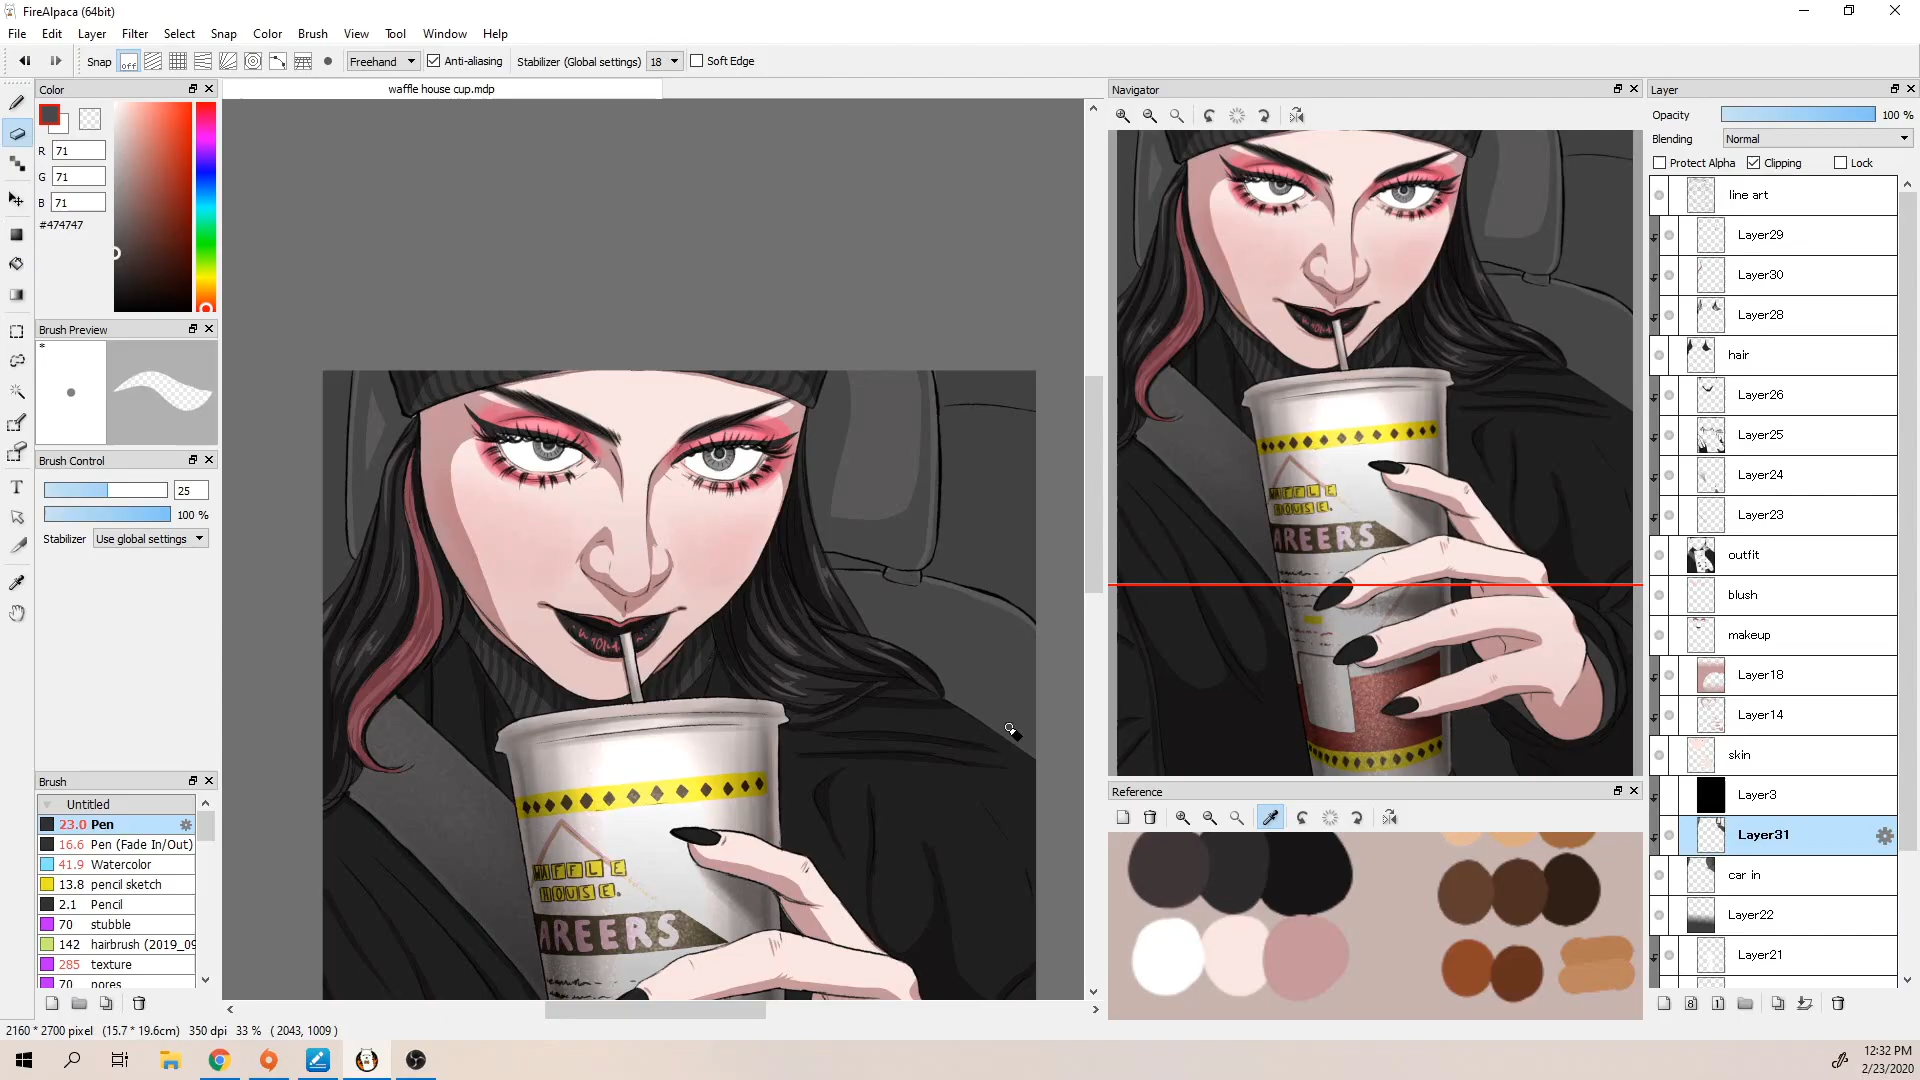 FireAlpaca (64bit)
File Edit Layer Filter Select Snap Color Brush View Tool Window Help
Snap off Freehand Anti-aliasing Stabilizer (Global settings) 18 Soft Edge
Color
waffle house cup.mdp
Navigator
Layer
R 71
G 71
B 71
#474747
Brush Preview
*
Brush Control
25
100 %
Stabilizer Use global settings
Brush
Untitled
23.0 Pen
16.6 Pen (Fade In/Out)
41.9 Watercolor
13.8 pencil sketch
2.1 Pencil
70 stubble
142 hairbrush (2019_09
285 texture
70 pores
WAFFLE
HOUSE.
AREERS
WAFFLE
HOUSE.
AREERS
Reference
Opacity 100 %
Blending Normal
Protect Alpha Clipping Lock
line art
Layer29
Layer30
Layer28
hair
Layer26
Layer25
Layer24
Layer23
outfit
blush
makeup
Layer18
Layer14
skin
Layer3
Layer31
car in
Layer22
Layer21
2160 * 2700 pixel (15.7 * 19.6cm) 350 dpi 33 % ( 2043, 1009 )
12:32 PM
2/23/2020